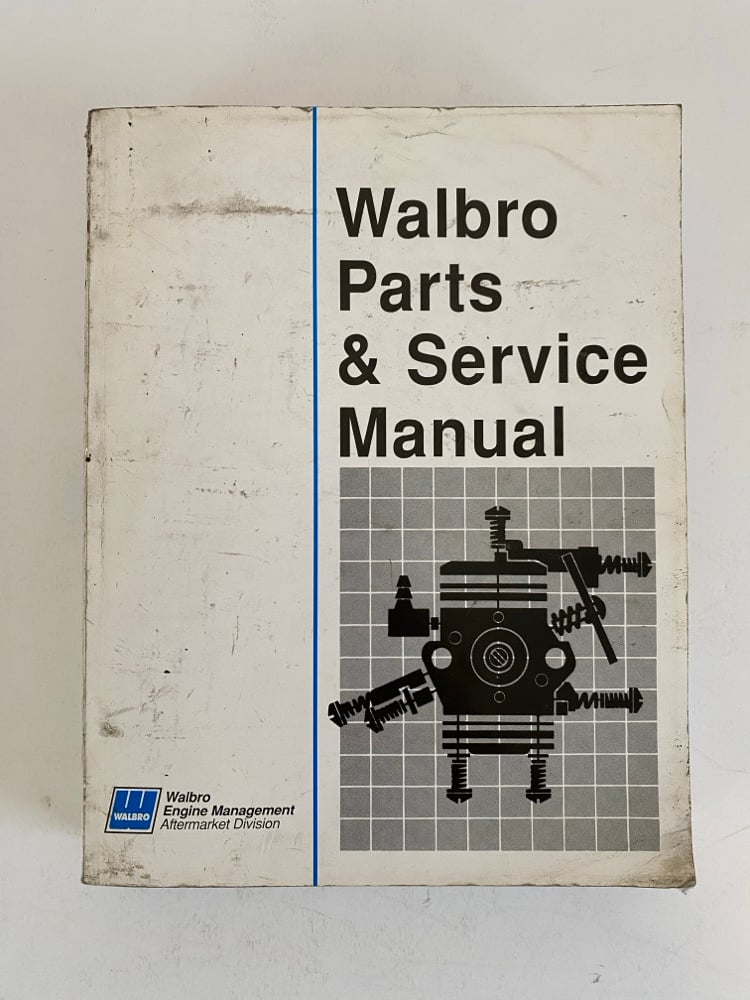 Walbro
Parts
& Service
Manual
WALBRO
Walbro
Engine Management
Aftermarket Division